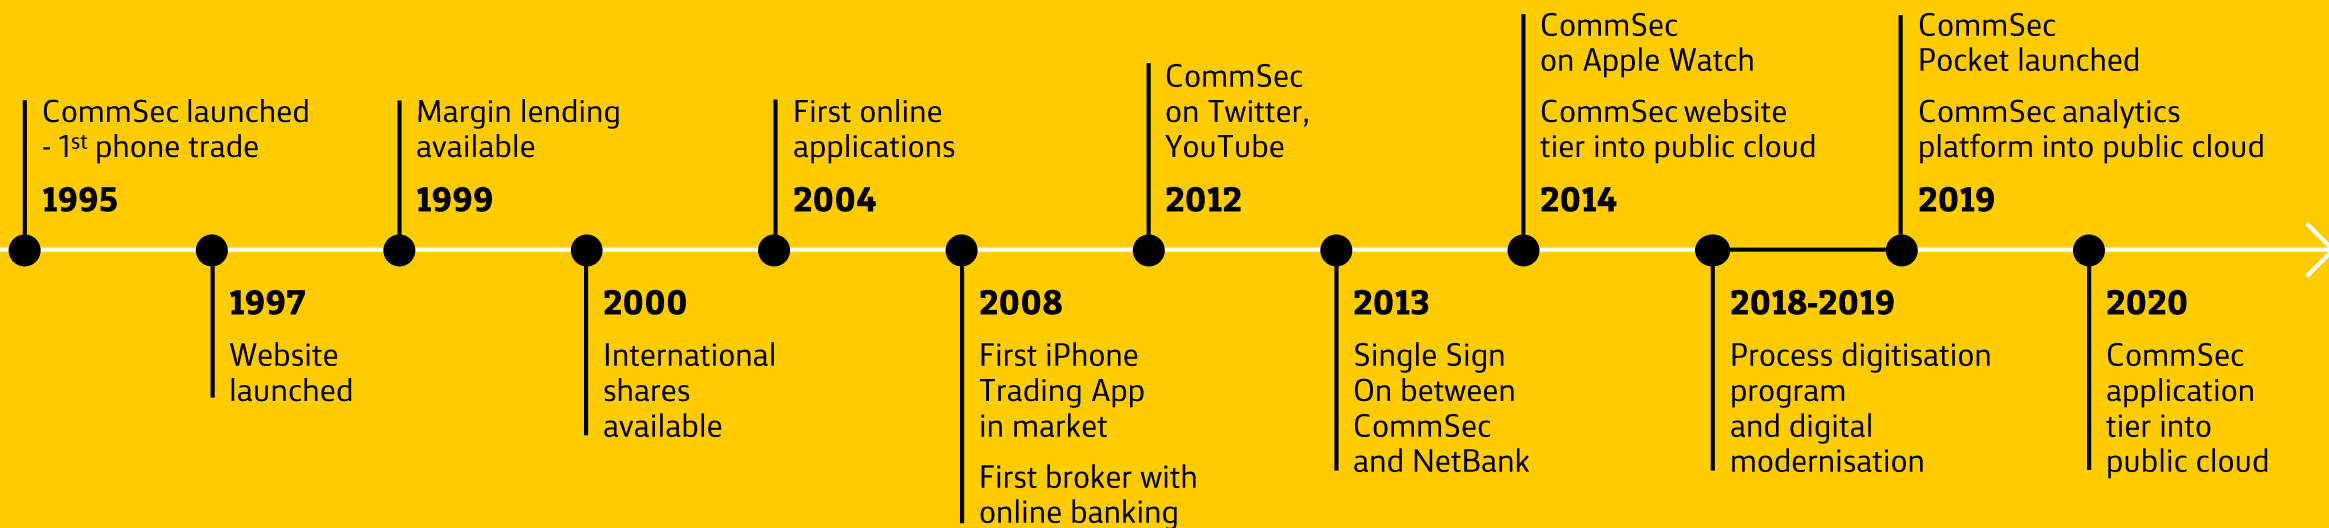 CommSec launched
- 1st phone trade
1995
1997
Website
launched
Margin lending
available
1999
2000
International
shares
available
First online
applications
2004
2008
First iPhone
Trading App
in market
First broker with
online banking
CommSec
on Twitter,
YouTube
2012
2013
Single Sign
On between
CommSec
and NetBank
CommSec
on Apple Watch
CommSec website
tier into public cloud
2014
2018-2019
Process digitisation
program
and digital
modernisation
CommSec
Pocket launched
CommSec analytics
platform into public cloud
2019
2020
CommSec
application
tier into
public cloud